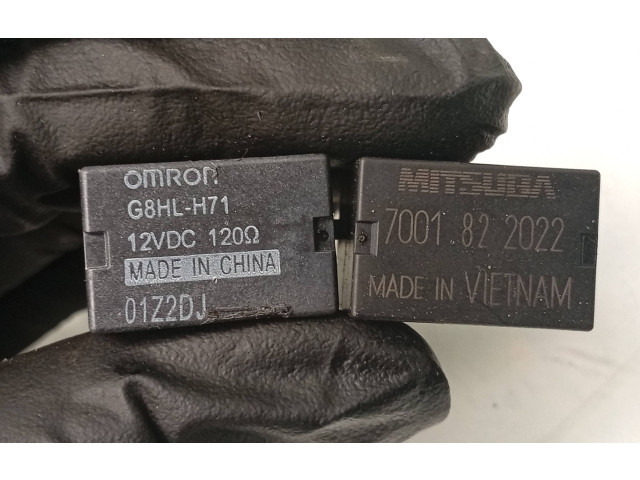 omron
G8HL-H71
12VDC 120Ω
MADE IN CHINA
01Z2DJ
MITSUBA
7001 82 2022
MADE IN VIETNAM